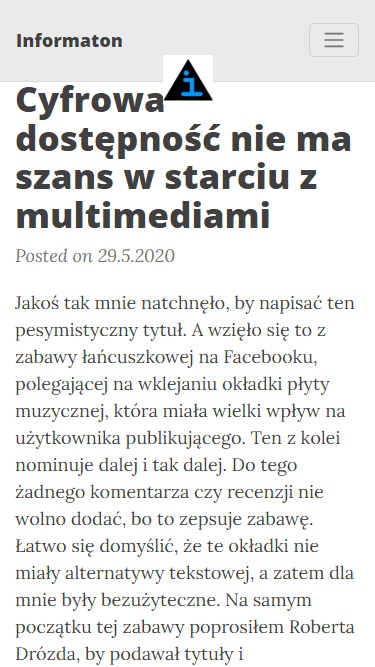 Informaton
Cyfrowa
dostępność nie ma
szans w starciu z
multimediami
Posted on 29.5.2020
Jakoś tak mnie natchnęło, by napisać ten
pesymistyczny tytuł. A wzięło się to z
zabawy łańcuszkowej na Facebooku,
polegającej na wklejaniu okładki płyty
muzycznej, która miała wielki wpływ na
użytkownika publikującego. Ten z kolei
nominuje dalej i tak dalej. Do tego
żadnego komentarza czy recenzji nie
wolno dodać, bo to zepsuje zabawę.
Łatwo się domyślić, że te okładki nie
miały alternatywy tekstowej, a zatem dla
mnie były bezużyteczne. Na samym
początku tej zabawy poprosiłem Roberta
Drózda, by podawał tytuły i